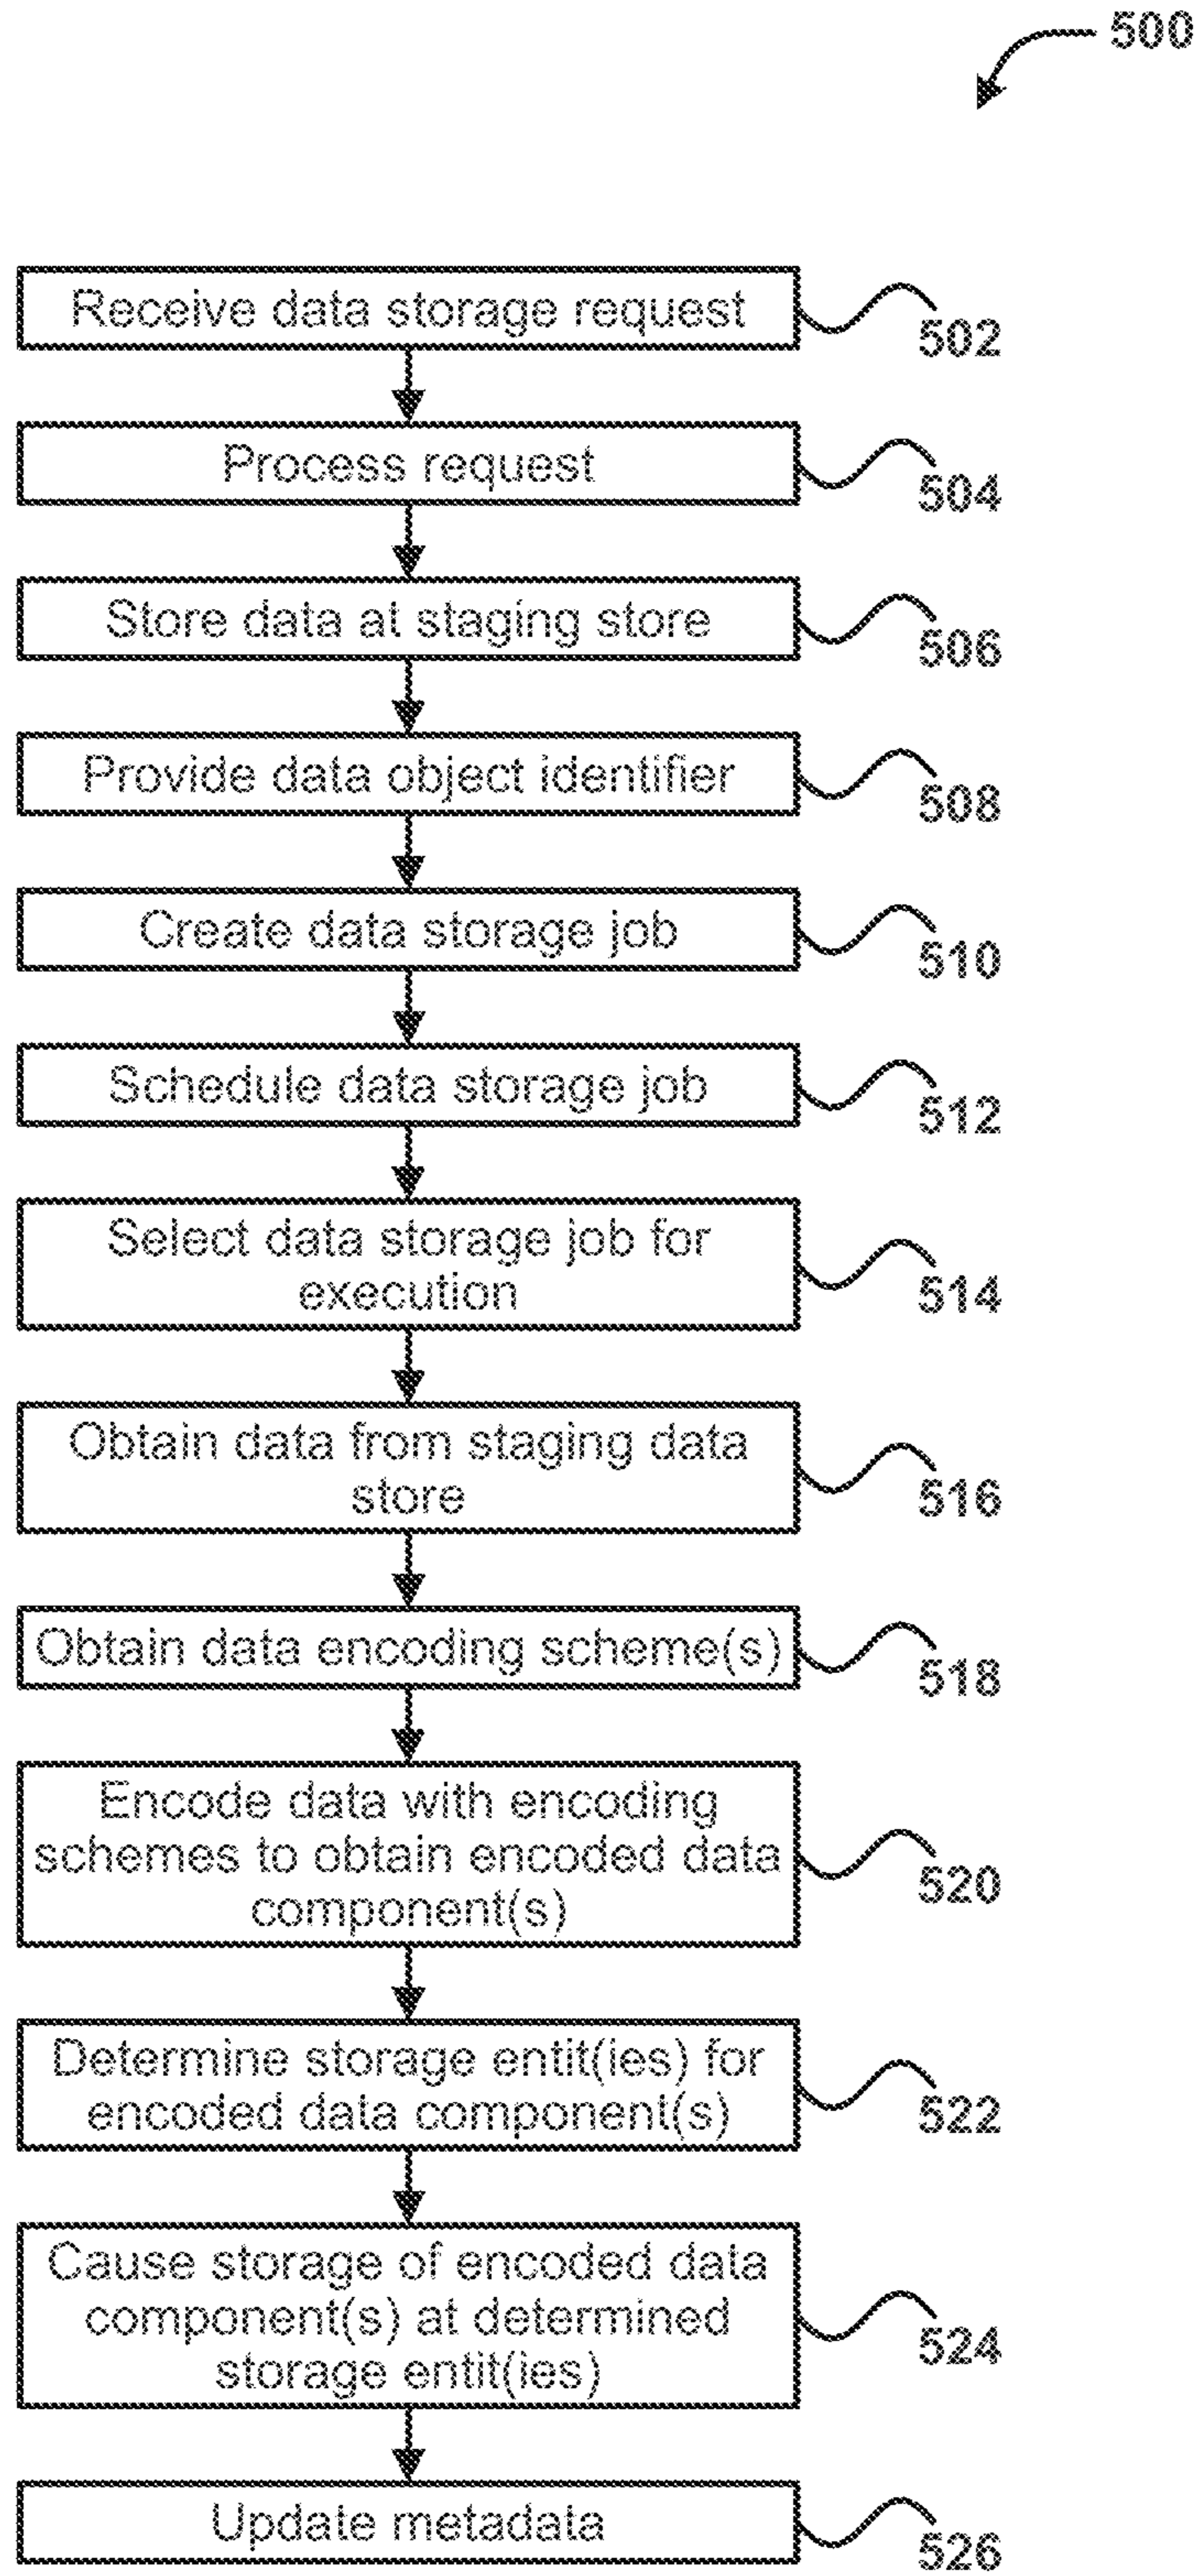 500
Receive data storage request
502
Process request
504
Store data at staging store
506
Provide data object identifier
508
Create data storage job
510
Schedule data storage job
512
Select data storage job for
execution
514
Obtain data from staging data
store
516
Obtain data encoding scheme(s)
518
Encode data with encoding
schemes to obtain encoded data
component(s)
520
Determine storage entit(ies) for
encoded data component(s)
522
Cause storage of encoded data
component(s) at determined
storage entit(ies)
524
Update metadata
526